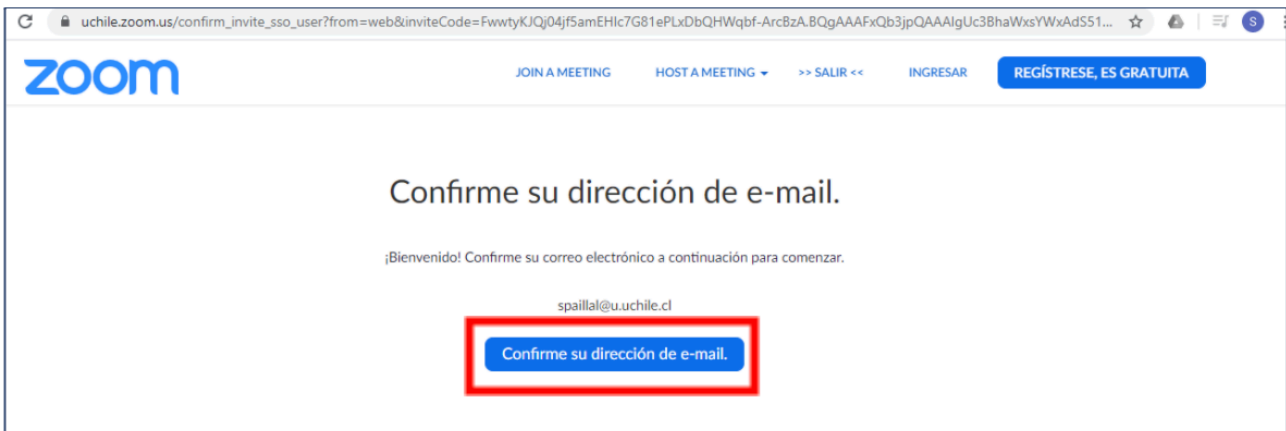 uchile.zoom.us/confirm_invite_sso_user?from=web&inviteCode=FwwtyKJQj04jf5amEHIc7G81ePLxDbQHWqbf-ArcBzA.BQgAAAFxQb3jpQAAAIgUc3BhaWxsYWxAdS51...
S
zoom
JOIN A MEETING HOST A MEETING >> SALIR << INGRESAR REGÍSTRESE, ES GRATUITA
Confirme su dirección de e-mail.
¡Bienvenido! Confirme su correo electrónico a continuación para comenzar.
spaillal@u.uchile.cl
Confirme su dirección de e-mail.